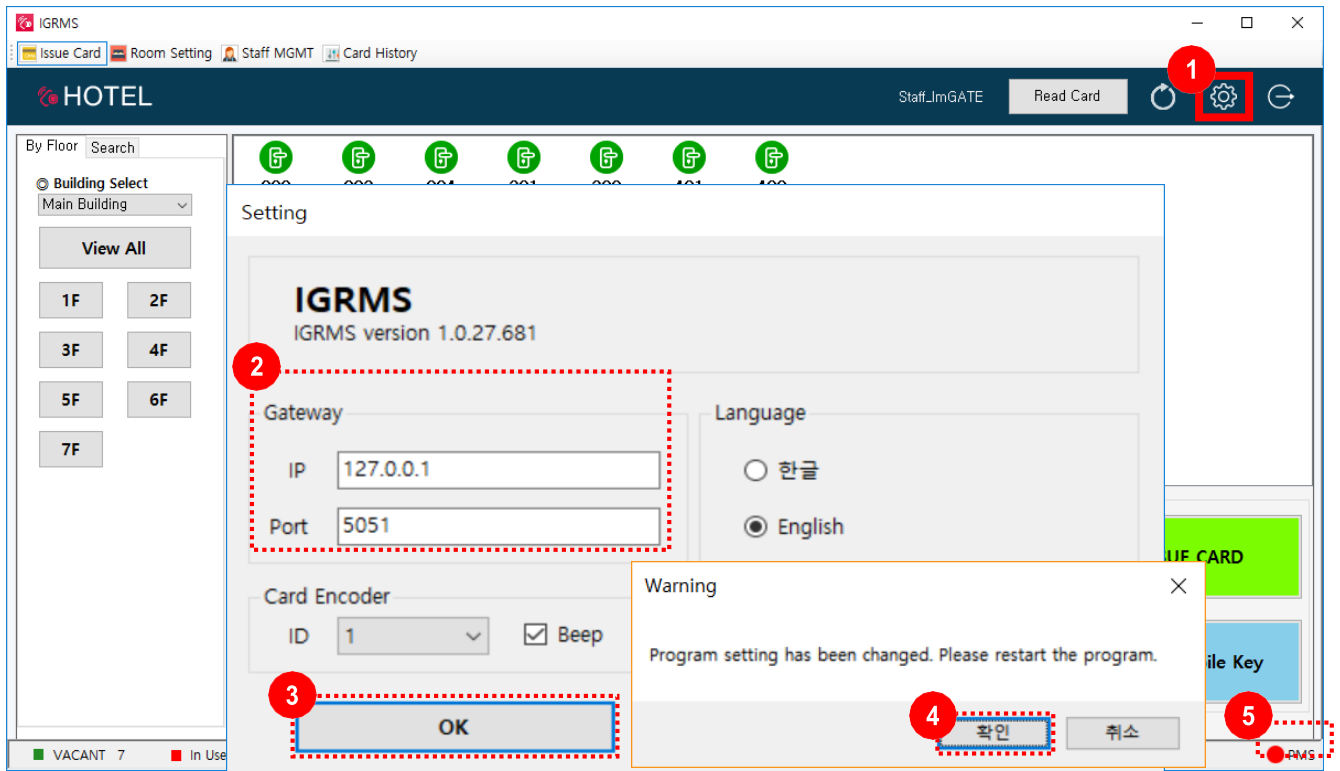 IGRMS
Issue Card Room Setting Staff MGMT Card History
1
HOTEL
Staff_ImGATE
Read Card
By Floor Search
Building Select
Main Building
View All
1F 2F
3F 4F
5F 6F
7F
Setting
IGRMS
IGRMS version 1.0.27.681
2
Gateway
IP 127.0.0.1
Port 5051
Language
한글
English
Card Encoder
ID 1 Beep
3
OK
Warning
Program setting has been changed. Please restart the program.
4
확인 취소
CARD
Key
5
VACANT 7 In Use
PMS